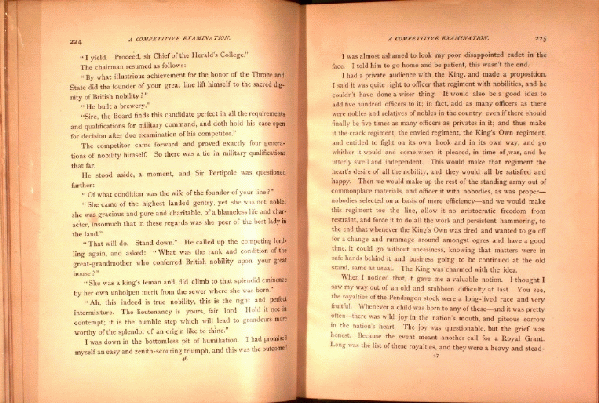 224
A COMPETITIVE EXAMINATION.
"I yield. Proceed, sir Chief of the Herald's College."
The chairman resumed as follows:
"By what illustrious achievement for the honor of the Throne and
State did the founder of your great line lift himself to the sacred dig-
nity of British nobility?"
"He built a brewery."
"Sire, the Board finds this candidate perfect in all the requirements
and qualifications for military command, and doth hold his case open
for decision after due examination of his competitor."
The competitor came forward and proved exactly four genera-
tions of nobility himself. So there was a tie in military qualifications
that far.
He stood aside, a moment, and Sir Pertipole was questioned
further:
"Of what condition was the wife of the founder of your line?"
"She came of the highest landed gentry, yet she was not noble;
she was gracious and pure and charitable, of a blameless life and char-
acter, insomuch that in these regards was she peer of the best lady in
the land."
"That will do. Stand down." He called up the competing lord-
ling again, and asked: "What was the rank and condition of the
great-grandmother who conferred British nobility upon your great
house?"
"She was a king's leman and did climb to that splendid eminence
by her own unholpen merit from the sewer where she was born."
"Ah, this indeed is true nobility, this is the right and perfect
intermixture. The lieutenancy is yours, fair lord. Hold it not in
contempt; it is the humble step which will lead to grandeurs more
worthy of the splendor of an origin like to thine."
I was down in the bottomless pit of humiliation. I had promised
myself an easy and zenith-scouring triumph, and this was the outcome!
A COMPETITIVE EXAMINATION.
225
I was almost ashamed to look my poor disappointed cadet in the
face. I told him to go home and be patient, this wasn't the end.
I had a private audience with the King, and made a proposition.
I said it was quite right to officer that regiment with nobilities, and he
couldn't have done a wiser thing. It would also be a good idea to
add five hundred officers to it; in fact, add as many officers as there
were nobles and relatives of nobles in the country, even if there should
finally be five times as many officers as privates in it; and thus make
it the crack regiment, the envied regiment, the King's Own regiment,
and entitled to fight on its own hook and in its own way, and go
whither it would and come when it pleased, in time of war, and be
utterly swell and independent. This would make that regiment the
heart's desire of all the nobility, and they would all be satisfied and
happy. Then we would make up the rest of the standing army out of
commonplace materials, and officer it with nobodies, as was proper—
nobodies selected on a basis of mere efficiency—and we would make
this regiment toe the line, allow it no aristocratic freedom from
restraint, and force it to do all the work and persistent hammering, to
the end that whenever the King's Own was tired and wanted to go off
for a change and rummage around amongst ogres and have a good
time, it could go without uneasiness, knowing that matters were in
safe hands behind it and business going to be continued at the old
stand, same as usual. The King was charmed with the idea.
When I noticed that, it gave me a valuable notion. I thought I
saw my way out of an old and stubborn difficulty at last. You see,
the royalties of the Pendragon stock were a long-lived race and very
fruitful. Whenever a child was born to any of these—and it was pretty
often—there was wild joy in the nation's mouth, and piteous sorrow
in the nation's heart. The joy was questionable, but the grief was
honest. Because the event meant another call for a Royal Grant.
Long was the list of these royalties, and they were a heavy and stead-